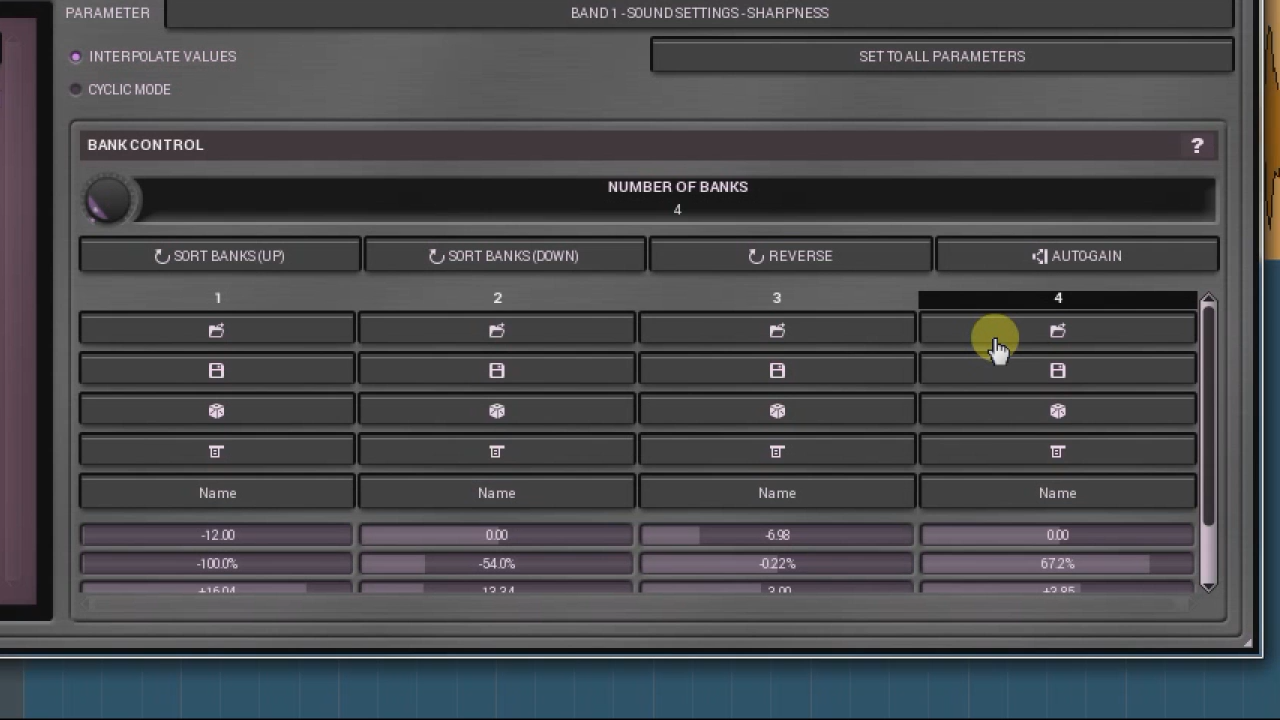 PARAMETER BAND 1 - SOUND SETTINGS - SHARPNESS
INTERPOLATE VALUES SET TO ALL PARAMETERS
CYCLIC MODE
BANK CONTROL ?
NUMBER OF BANKS
4
SORT BANKS (UP) SORT BANKS (DOWN) REVERSE AUTO-GAIN
1 2 3 4
Name Name Name Name
-12.00 0.00 -6.98 0.00
-100.0% -54.0% -0.22% 67.2%